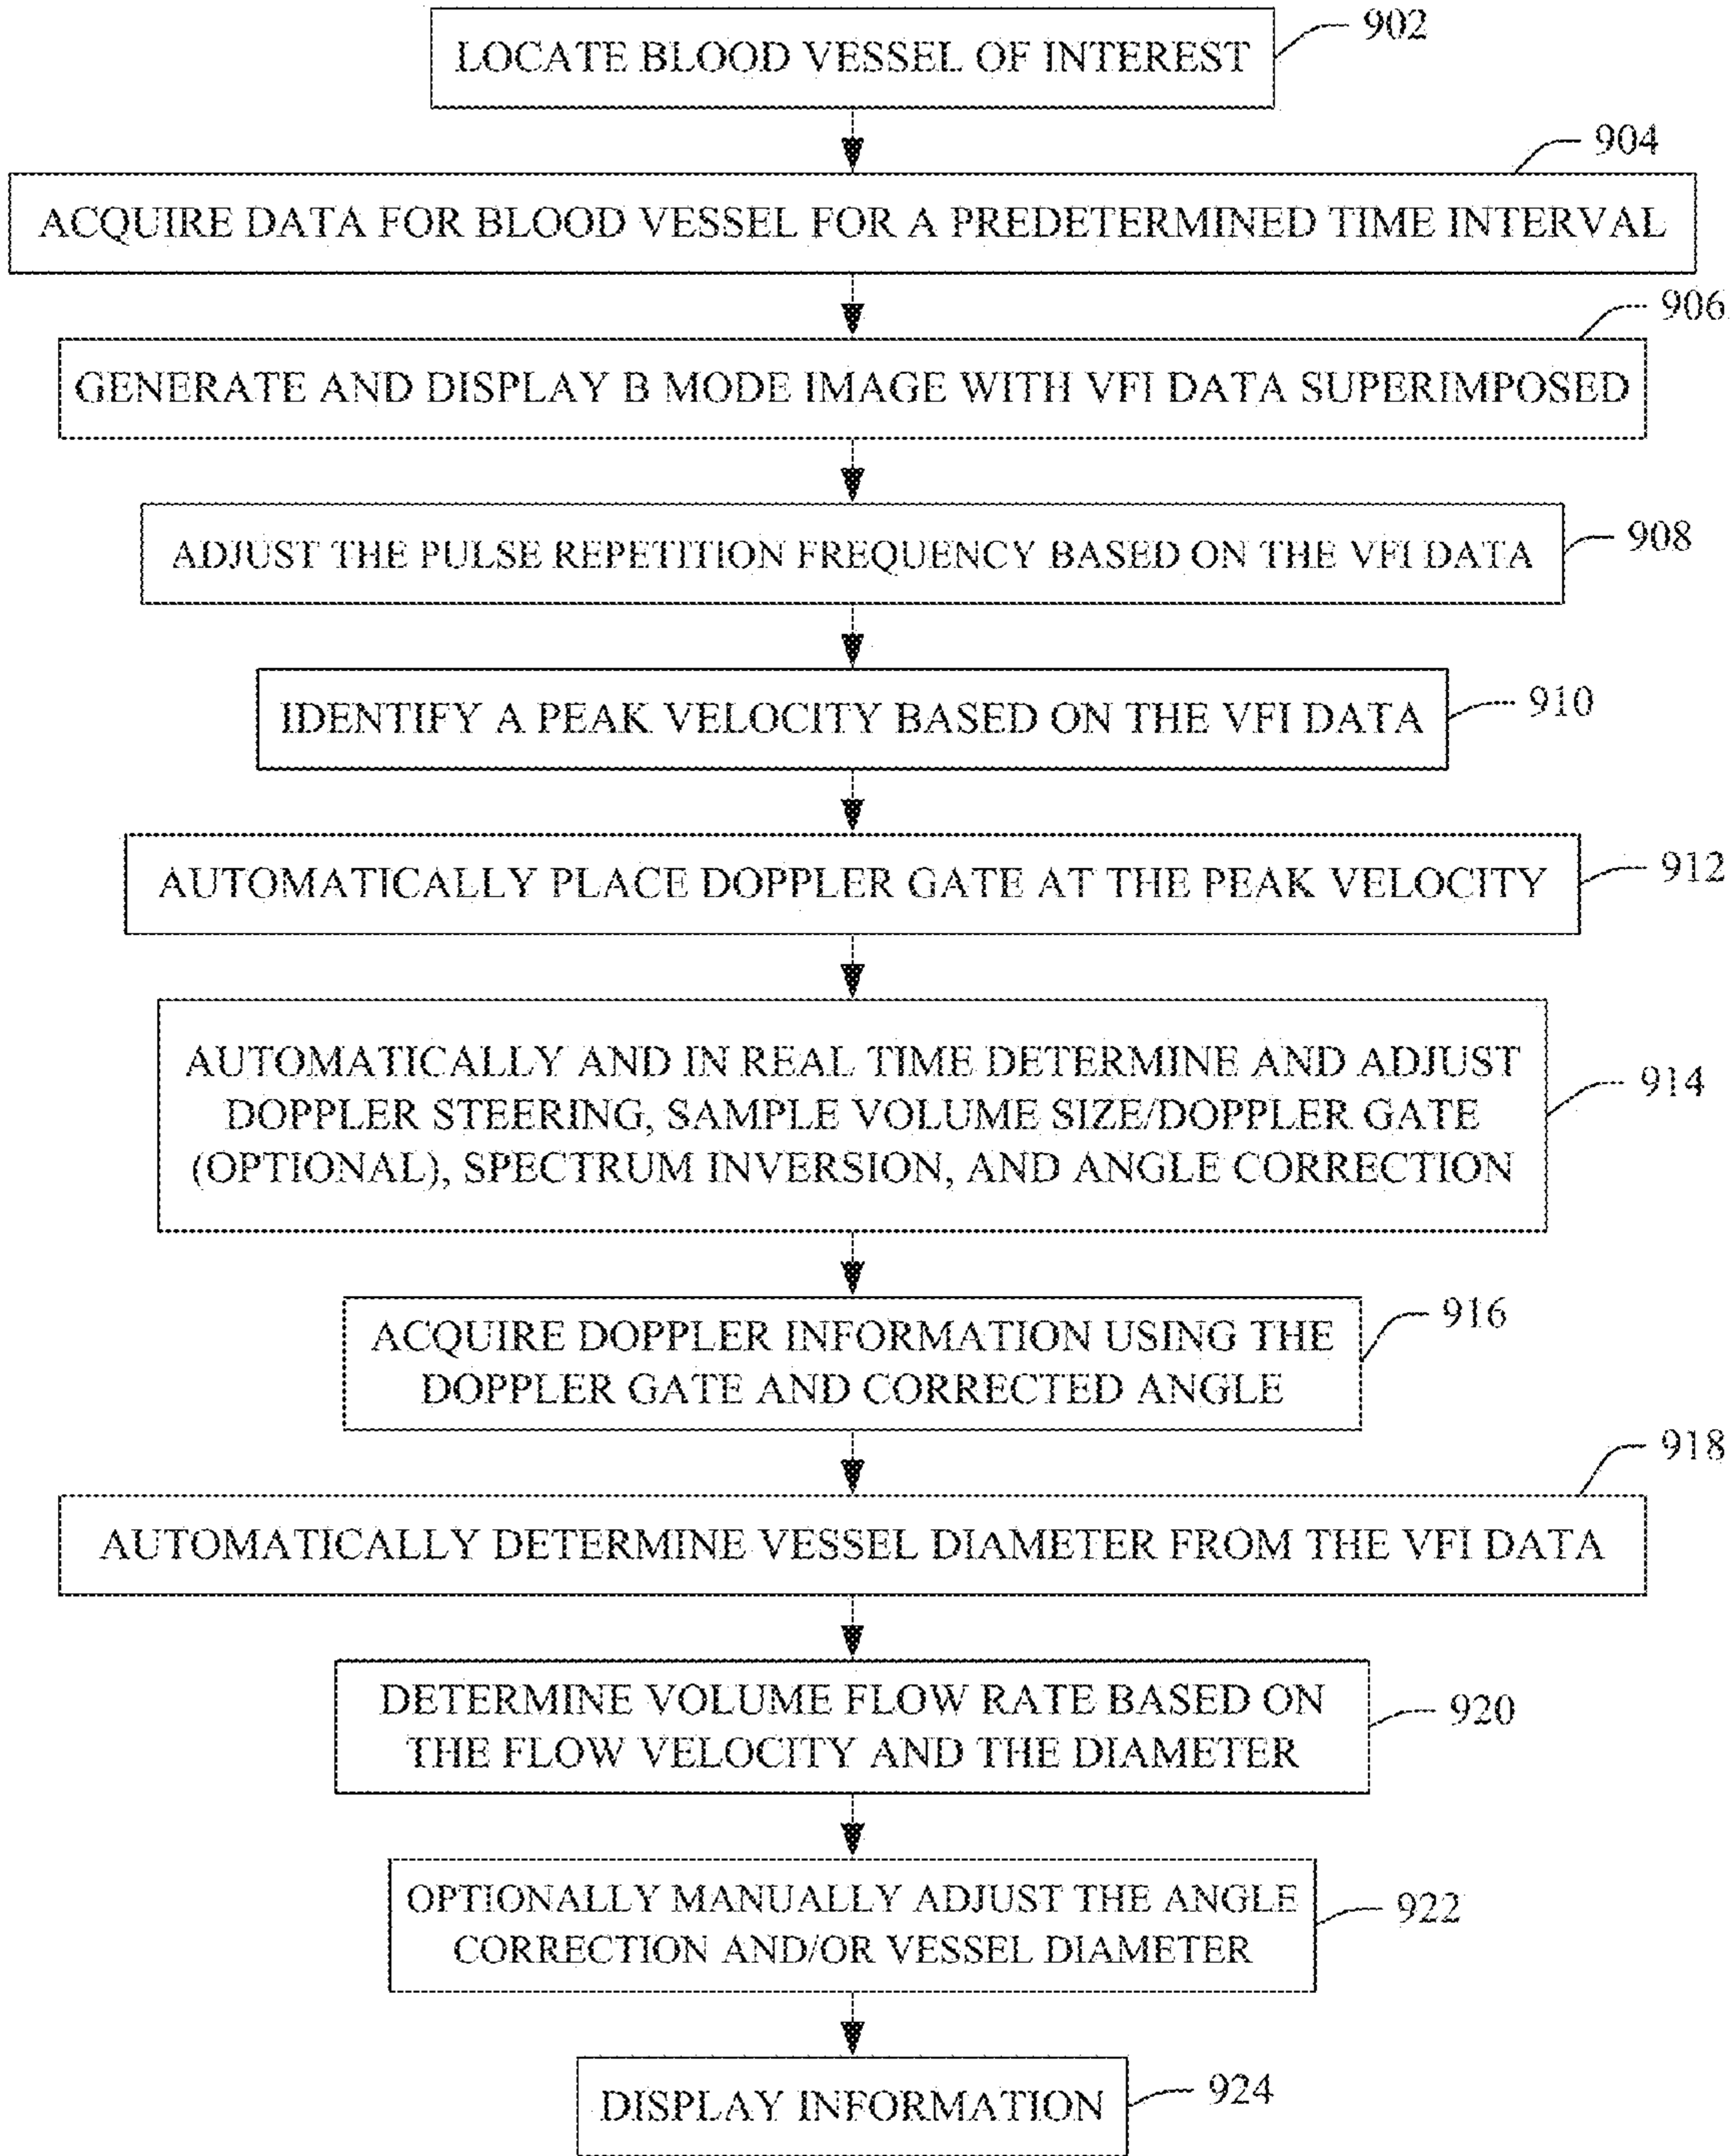 LOCATE BLOOD VESSEL OF INTEREST
902
904
ACQUIRE DATA FOR BLOOD VESSEL FOR A PREDETERMINED TIME INTERVAL
906
GENERATE AND DISPLAY B MODE IMAGE WITH VFI DATA SUPERIMPOSED
ADJUST THE PULSE REPETITION FREQUENCY BASED ON THE VFI DATA
908
IDENTIFY A PEAK VELOCITY BASED ON THE VFI DATA
910
AUTOMATICALLY PLACE DOPPLER GATE AT THE PEAK VELOCITY
912
AUTOMATICALLY AND IN REAL TIME DETERMINE AND ADJUST
DOPPLER STEERING, SAMPLE VOLUME SIZE/DOPPLER GATE
(OPTIONAL), SPECTRUM INVERSION, AND ANGLE CORRECTION
914
ACQUIRE DOPPLER INFORMATION USING THE
DOPPLER GATE AND CORRECTED ANGLE
916
918
AUTOMATICALLY DETERMINE VESSEL DIAMETER FROM THE VFI DATA
DETERMINE VOLUME FLOW RATE BASED ON
THE FLOW VELOCITY AND THE DIAMETER
920
OPTIONALLY MANUALLY ADJUST THE ANGLE
CORRECTION AND/OR VESSEL DIAMETER
922
DISPLAY INFORMATION
924